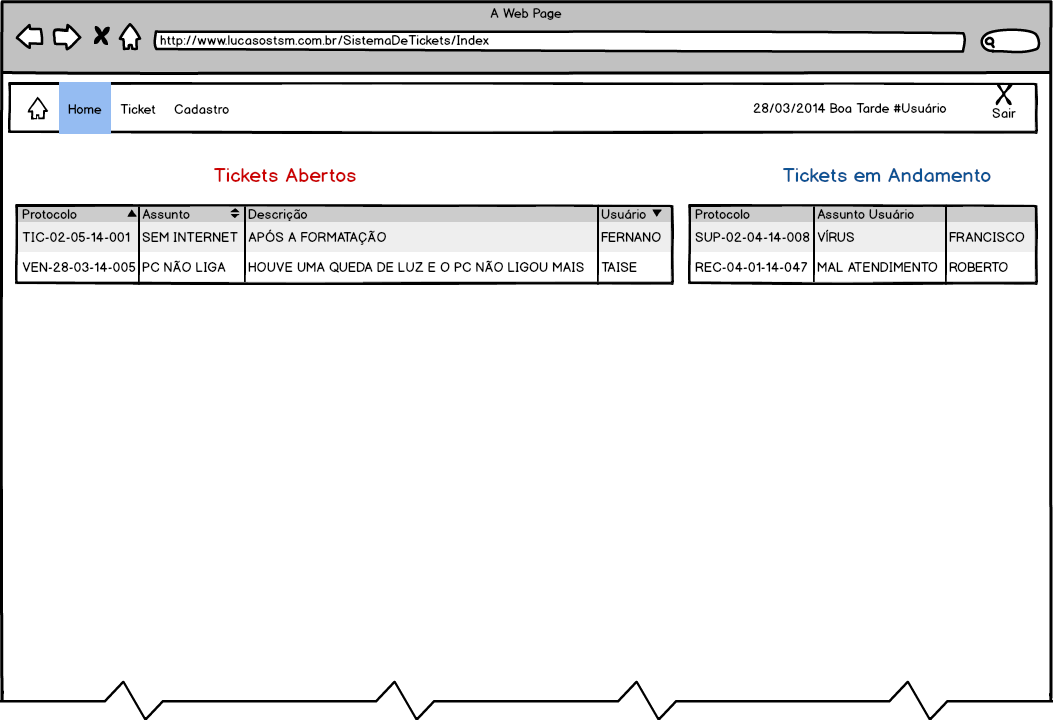 A Web Page
http://www.lucasostsm.com.br/SistemaDeTickets/Index
Home Ticket Cadastro 28/03/2014 Boa Tarde #Usuário Sair
Tickets Abertos
Protocolo Assunto Descrição Usuário
TIC-02-05-14-001 SEM INTERNET APÓS A FORMATAÇÃO FERNANO
VEN-28-03-14-005 PC NÃO LIGA HOUVE UMA QUEDA DE LUZ E O PC NÃO LIGOU MAIS TAISE
Tickets em Andamento
Protocolo Assunto Usuário
SUP-02-04-14-008 VÍRUS FRANCISCO
REC-04-01-14-047 MAL ATENDIMENTO ROBERTO